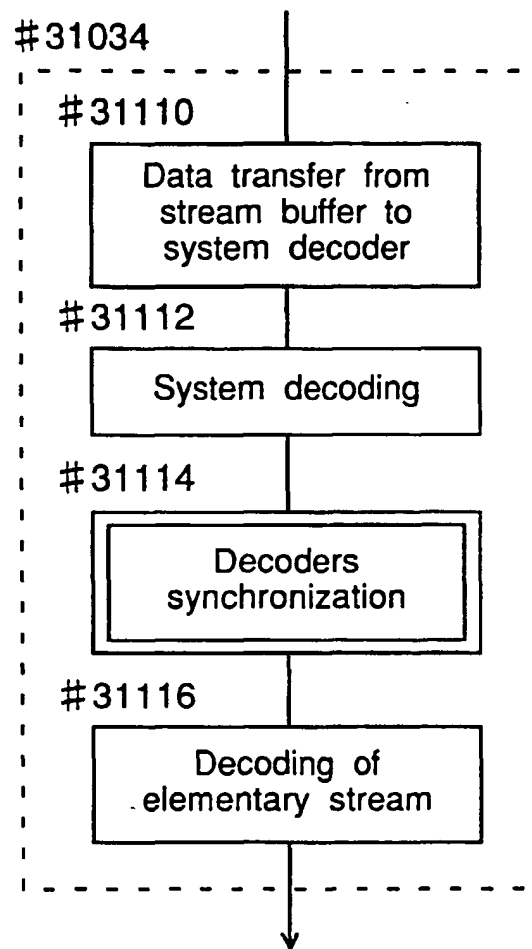 #31034
#31110
Data transfer from
stream buffer to
system decoder
#31112
System decoding
#31114
Decoders
synchronization
#31116
Decoding of
elementary stream